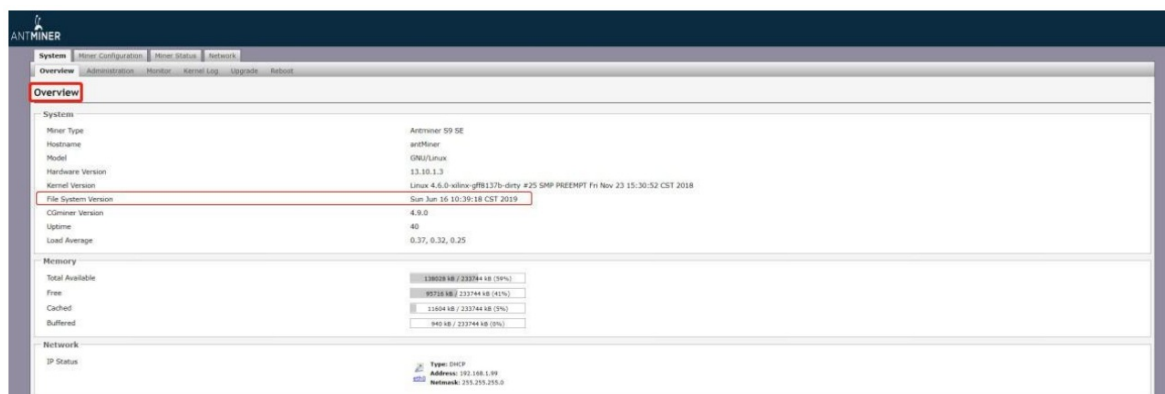 ANTMINER
System Miner Configuration Miner Status Network
Overview Administration Monitor Kernel Log Upgrade Reboot
Overview
System
Miner Type Antminer S9 SE
Hostname antMiner
Model GNU/Linux
Hardware Version 13.10.1.3
Kernel Version Linux 4.6.0-xilinx-gff8137b-dirty #25 SMP PREEMPT Fri Nov 23 15:30:52 CST 2018
File System Version Sun Jun 16 10:39:18 CST 2019
CGminer Version 4.9.0
Uptime 40
Load Average 0.37, 0.32, 0.25
Memory
Total Available 138028 kB / 233744 kB (59%)
Free 95716 kB / 233744 kB (41%)
Cached 11604 kB / 233744 kB (5%)
Buffered 940 kB / 233744 kB (0%)
Network
IP Status Type: DHCP
Address: 192.168.1.99
Netmask: 255.255.255.0